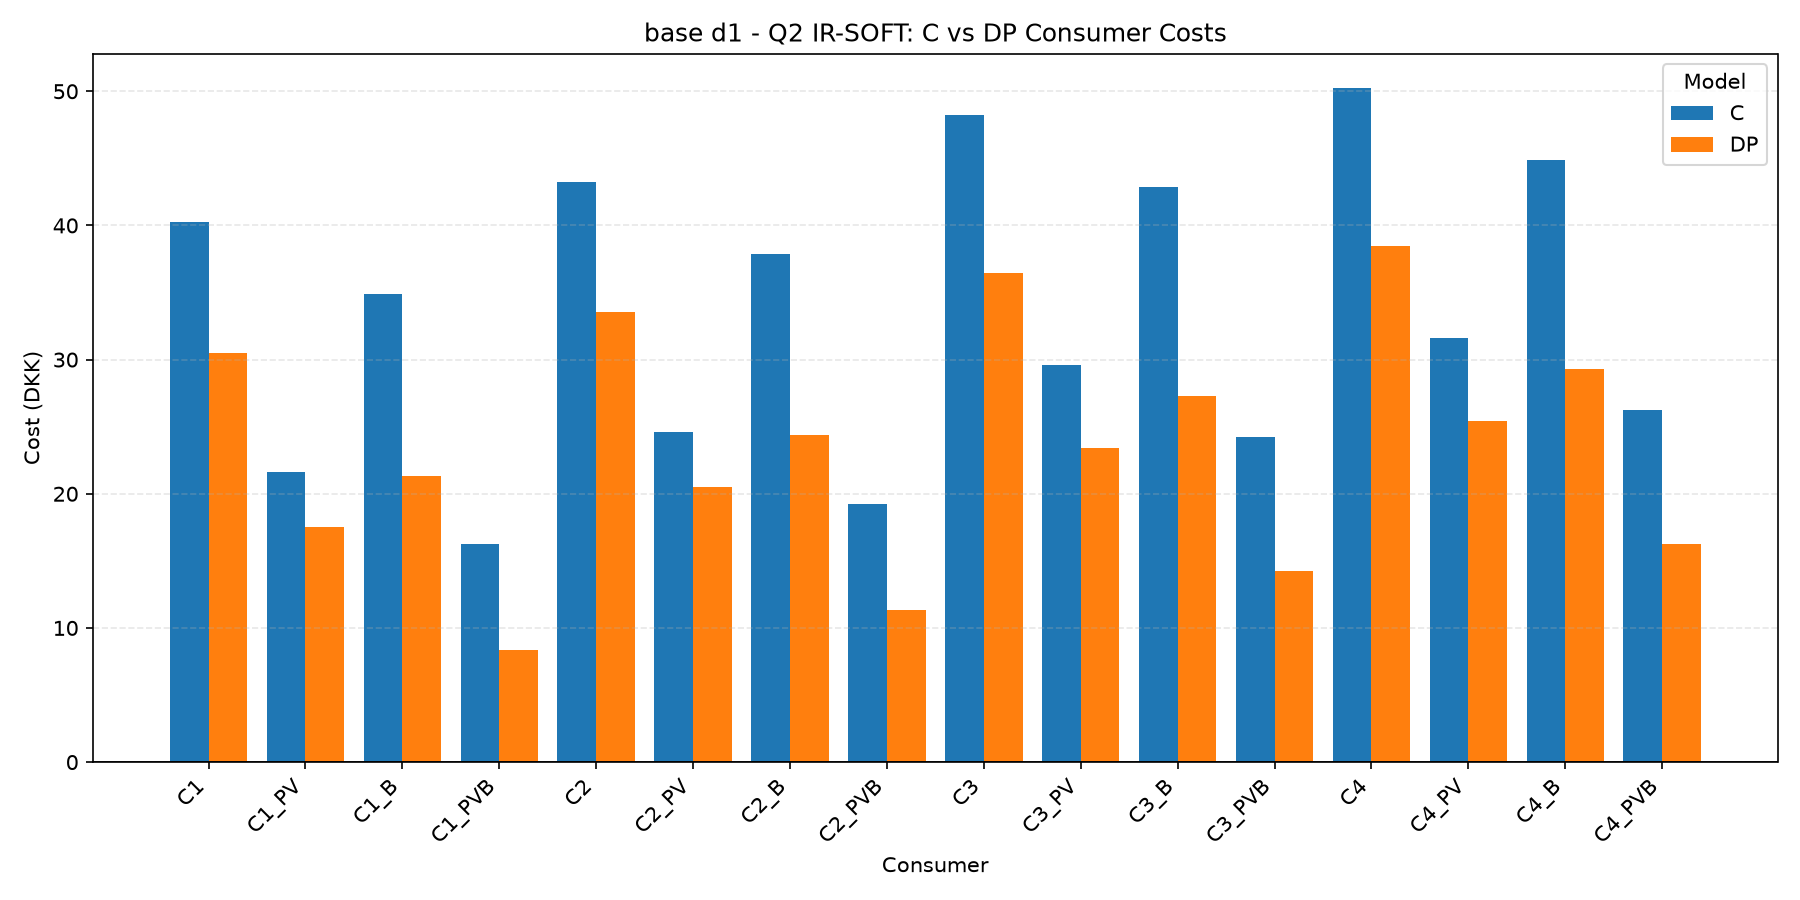 base d1 - Q2 IR-SOFT: C vs DP Consumer Costs
Model
C
DP
Cost (DKK)
50
40
30
20
10
0
C1
C1_PV
C1_B
C1_PVB
C2
C2_PV
C2_B
C2_PVB
C3
C3_PV
C3_B
C3_PVB
C4
C4_PV
C4_B
C4_PVB
Consumer